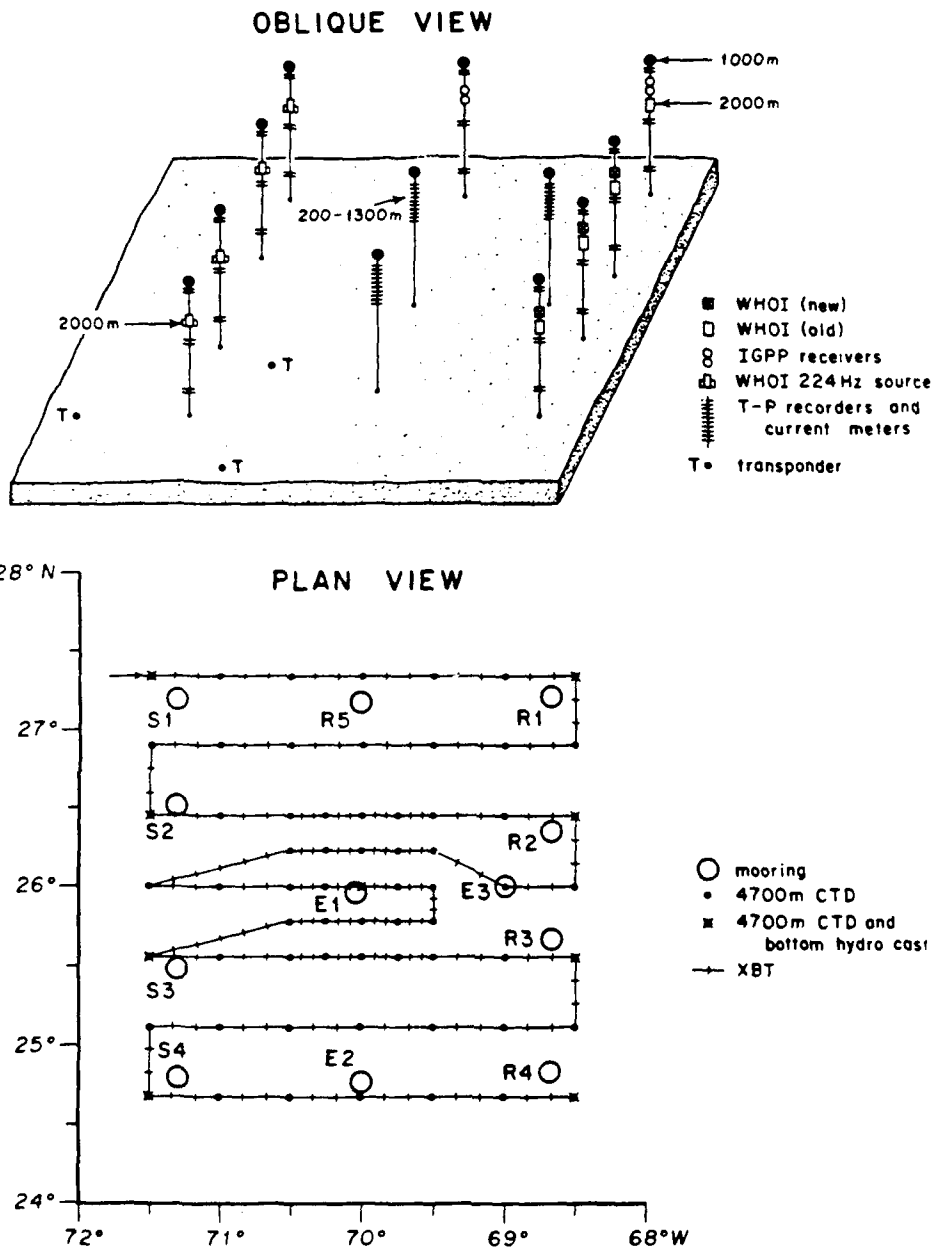 OBLIQUE VIEW
1000m
2000m
200-1300m
2000m
T
T
T
WHOI (new)
WHOI (old)
IGPP receivers
WHOI 224Hz source
T-P recorders and
current meters
T • transponder
28° N
PLAN VIEW
27°
26°
25°
24°
S1
R5
R1
S2
R2
E1
E3
R3
S3
S4
E2
R4
mooring
4700m CTD
4700m CTD and
bottom hydro cast
XBT
72°
71°
70°
69°
68°W